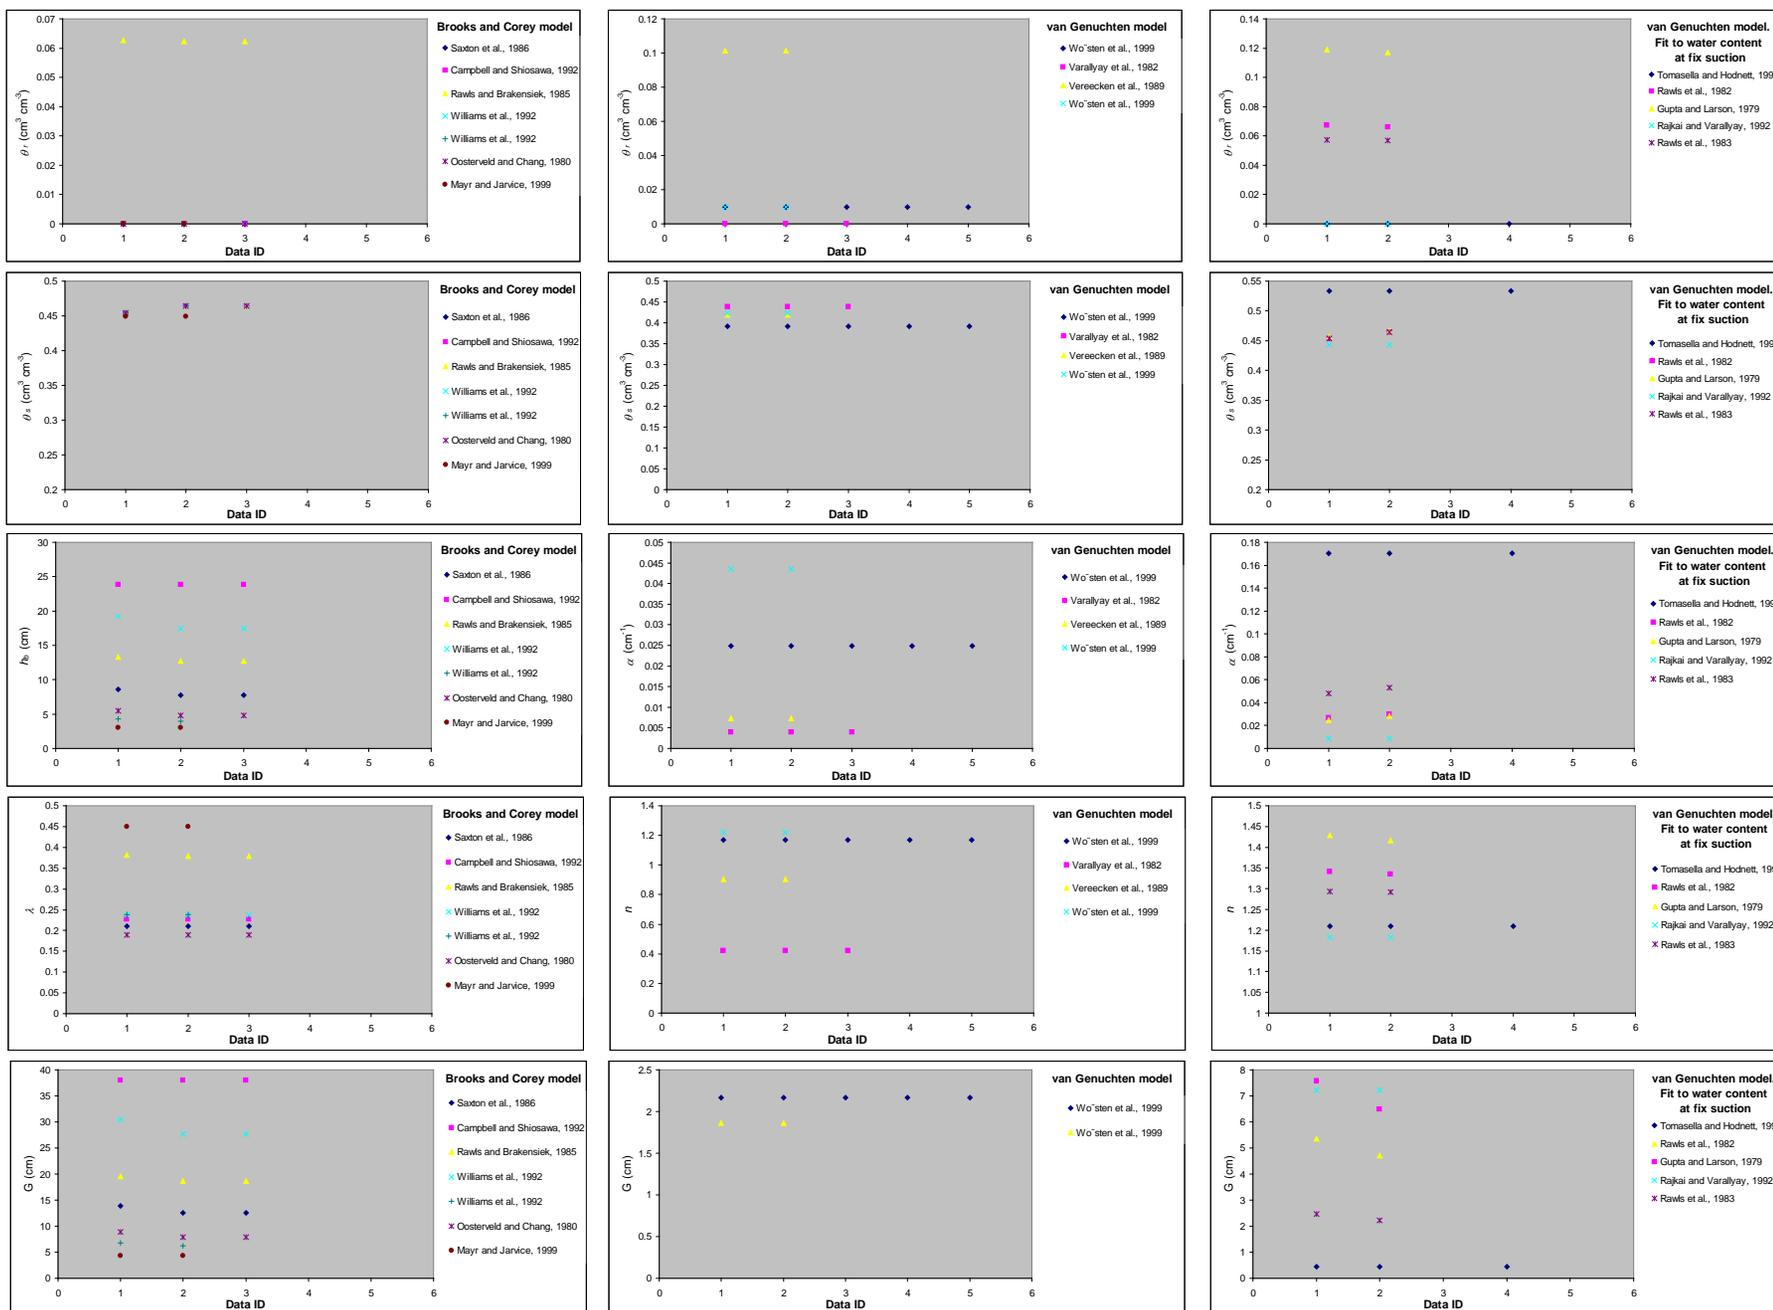 Brooks and Corey model
Saxton et al., 1986
Campbell and Shiosawa, 1992
Rawls and Brakensiek, 1985
Williams et al., 1992
Williams et al., 1992
Oosterveld and Chang, 1980
Mayr and Jarvice, 1999
θ r (cm³ cm⁻³)
0.07
0.06
0.05
0.04
0.03
0.02
0.01
0
0 1 2 3 4 5 6
Data ID
van Genuchten model
Wo¨sten et al., 1999
Varallyay et al., 1982
Vereecken et al., 1989
Wo¨sten et al., 1999
θ r (cm³ cm⁻³)
0.12
0.1
0.08
0.06
0.04
0.02
0
0 1 2 3 4 5 6
Data ID
van Genuchten model.
Fit to water content
at fix suction
Tomasella and Hodnett, 199
Rawls et al., 1982
Gupta and Larson, 1979
Rajkai and Varallyay, 1992
Rawls et al., 1983
θ r (cm³ cm⁻³)
0.14
0.12
0.1
0.08
0.06
0.04
0.02
0
0 1 2 3 4 5 6
Data ID
Brooks and Corey model
Saxton et al., 1986
Campbell and Shiosawa, 1992
Rawls and Brakensiek, 1985
Williams et al., 1992
Williams et al., 1992
Oosterveld and Chang, 1980
Mayr and Jarvice, 1999
θ s (cm³ cm⁻³)
0.5
0.45
0.4
0.35
0.3
0.25
0.2
0 1 2 3 4 5 6
Data ID
van Genuchten model
Wo¨sten et al., 1999
Varallyay et al., 1982
Vereecken et al., 1989
Wo¨sten et al., 1999
θ s (cm³ cm⁻³)
0.5
0.45
0.4
0.35
0.3
0.25
0.2
0.15
0.1
0.05
0
0 1 2 3 4 5 6
Data ID
van Genuchten model.
Fit to water content
at fix suction
Tomasella and Hodnett, 199
Rawls et al., 1982
Gupta and Larson, 1979
Rajkai and Varallyay, 1992
Rawls et al., 1983
θ s (cm³ cm⁻³)
0.55
0.5
0.45
0.4
0.35
0.3
0.25
0.2
0 1 2 3 4 5 6
Data ID
Brooks and Corey model
Saxton et al., 1986
Campbell and Shiosawa, 1992
Rawls and Brakensiek, 1985
Williams et al., 1992
Williams et al., 1992
Oosterveld and Chang, 1980
Mayr and Jarvice, 1999
h b (cm)
30
25
20
15
10
5
0
0 1 2 3 4 5 6
Data ID
van Genuchten model
Wo¨sten et al., 1999
Varallyay et al., 1982
Vereecken et al., 1989
Wo¨sten et al., 1999
α (cm⁻¹)
0.05
0.045
0.04
0.035
0.03
0.025
0.02
0.015
0.01
0.005
0
0 1 2 3 4 5 6
Data ID
van Genuchten model.
Fit to water content
at fix suction
Tomasella and Hodnett, 199
Rawls et al., 1982
Gupta and Larson, 1979
Rajkai and Varallyay, 1992
Rawls et al., 1983
α (cm⁻¹)
0.18
0.16
0.14
0.12
0.1
0.08
0.06
0.04
0.02
0
0 1 2 3 4 5 6
Data ID
Brooks and Corey model
Saxton et al., 1986
Campbell and Shiosawa, 1992
Rawls and Brakensiek, 1985
Williams et al., 1992
Williams et al., 1992
Oosterveld and Chang, 1980
Mayr and Jarvice, 1999
λ
0.5
0.45
0.4
0.35
0.3
0.25
0.2
0.15
0.1
0.05
0
0 1 2 3 4 5 6
Data ID
van Genuchten model
Wo¨sten et al., 1999
Varallyay et al., 1982
Vereecken et al., 1989
Wo¨sten et al., 1999
n
1.4
1.2
1
0.8
0.6
0.4
0.2
0
0 1 2 3 4 5 6
Data ID
van Genuchten model.
Fit to water content
at fix suction
Tomasella and Hodnett, 199
Rawls et al., 1982
Gupta and Larson, 1979
Rajkai and Varallyay, 1992
Rawls et al., 1983
n
1.5
1.45
1.4
1.35
1.3
1.25
1.2
1.15
1.1
1.05
1
0 1 2 3 4 5 6
Data ID
Brooks and Corey model
Saxton et al., 1986
Campbell and Shiosawa, 1992
Rawls and Brakensiek, 1985
Williams et al., 1992
Williams et al., 1992
Oosterveld and Chang, 1980
Mayr and Jarvice, 1999
G (cm)
40
35
30
25
20
15
10
5
0
0 1 2 3 4 5 6
Data ID
van Genuchten model
Wo¨sten et al., 1999
Wo¨sten et al., 1999
G (cm)
2.5
2
1.5
1
0.5
0
0 1 2 3 4 5 6
Data ID
van Genuchten model.
Fit to water content
at fix suction
Tomasella and Hodnett, 199
Rawls et al., 1982
Gupta and Larson, 1979
Rajkai and Varallyay, 1992
Rawls et al., 1983
G (cm)
8
7
6
5
4
3
2
1
0
0 1 2 3 4 5 6
Data ID